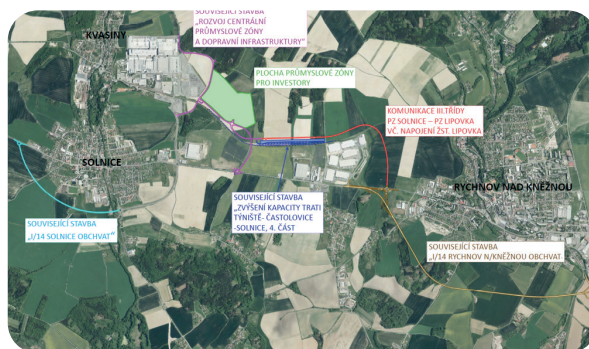 SOUVISEJÍCÍ STAVBA
„ROZVOJ CENTRÁLNÍ
PRŮMYSLOVÉ ZÓNY
A DOPRAVNÍ INFRASTRUKTURY“
KVASINY
PLOCHA PRŮMYSLOVÉ ZÓNY
PRO INVESTORY
KOMUNIKACE III.TŘÍDY
PZ SOLNICE – PZ LIPOVKA
VČ. NAPOJENÍ ŽST. LIPOVKA
SOLNICE
RYCHNOV NAD KNĚŽNOU
SOUVISEJÍCÍ STAVBA
„ZVÝŠENÍ KAPACITY TRATI
TÝNIŠTĚ- ČASTOLOVICE
-SOLNICE, 4. ČÁST
SOUVISEJÍCÍ STAVBA
„I/14 SOLNICE OBCHVAT“
SOUVISEJÍCÍ STAVBA
„I/14 RYCHNOV N/KNĚŽNOU OBCHVAT